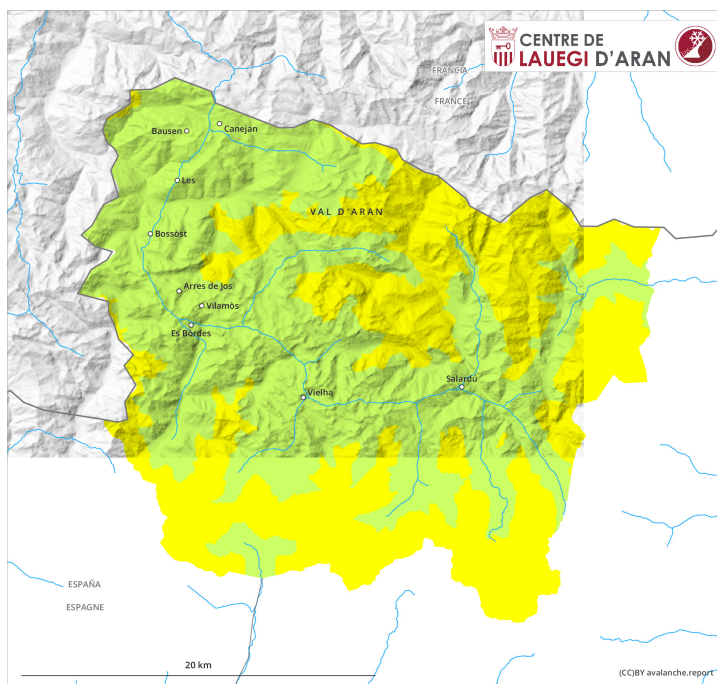 CENTRE DE
LAUEGI D'ARAN
FRANCIA
FRANCE
Bausen
Canejan
Les
VAL D'ARAN
Bossòst
Arres de Jos
Vilamòs
Es Bòrdes
Salardú
Vielha
ESPAÑA
ESPAGNE
20 km
(CC)BY avalanche.report